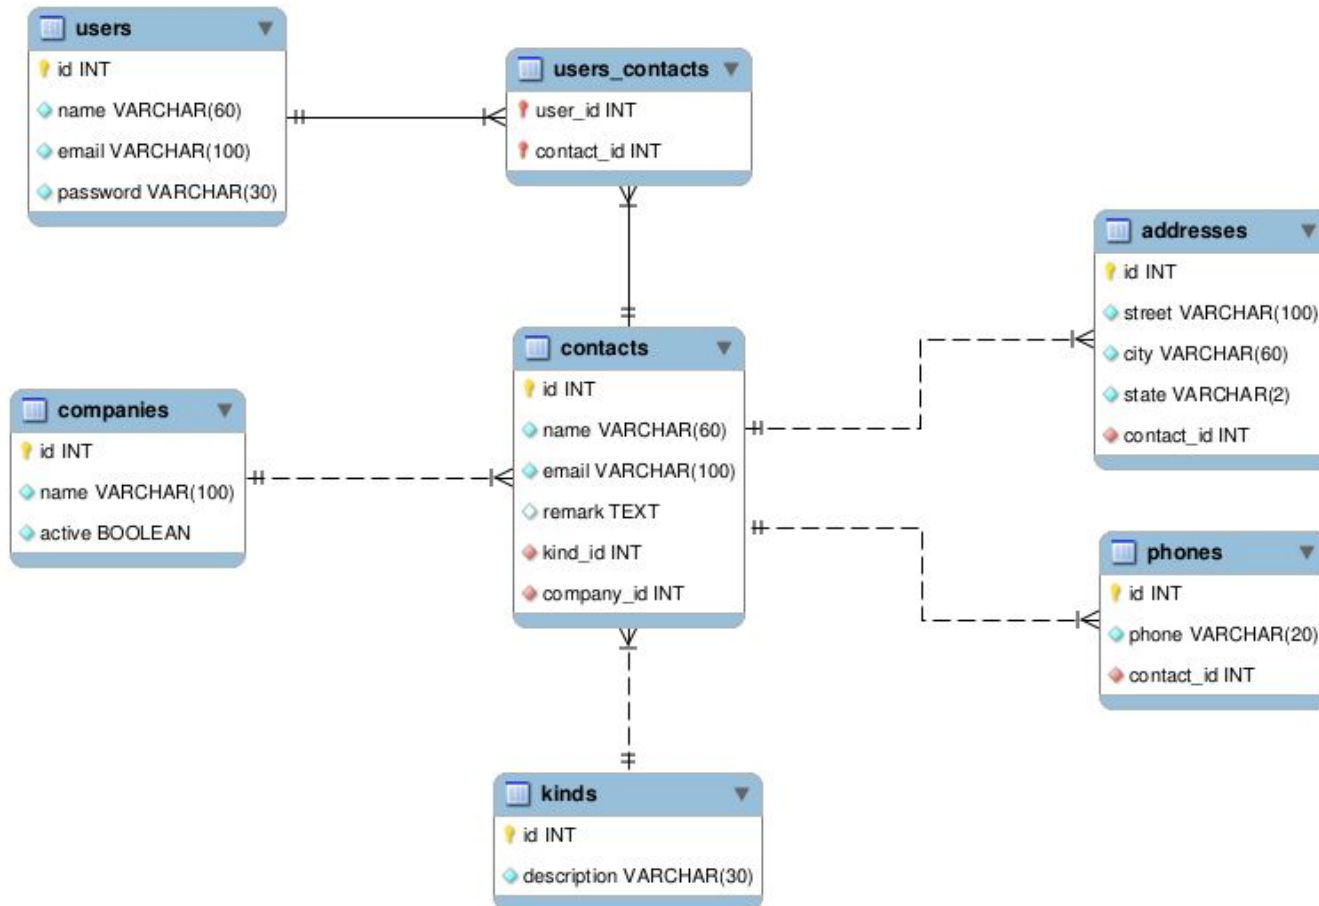 users
id INT
name VARCHAR(60)
email VARCHAR(100)
password VARCHAR(30)
users_contacts
user_id INT
contact_id INT
addresses
id INT
street VARCHAR(100)
city VARCHAR(60)
state VARCHAR(2)
contact_id INT
contacts
id INT
name VARCHAR(60)
email VARCHAR(100)
remark TEXT
kind_id INT
company_id INT
companies
id INT
name VARCHAR(100)
active BOOLEAN
phones
id INT
phone VARCHAR(20)
contact_id INT
kinds
id INT
description VARCHAR(30)